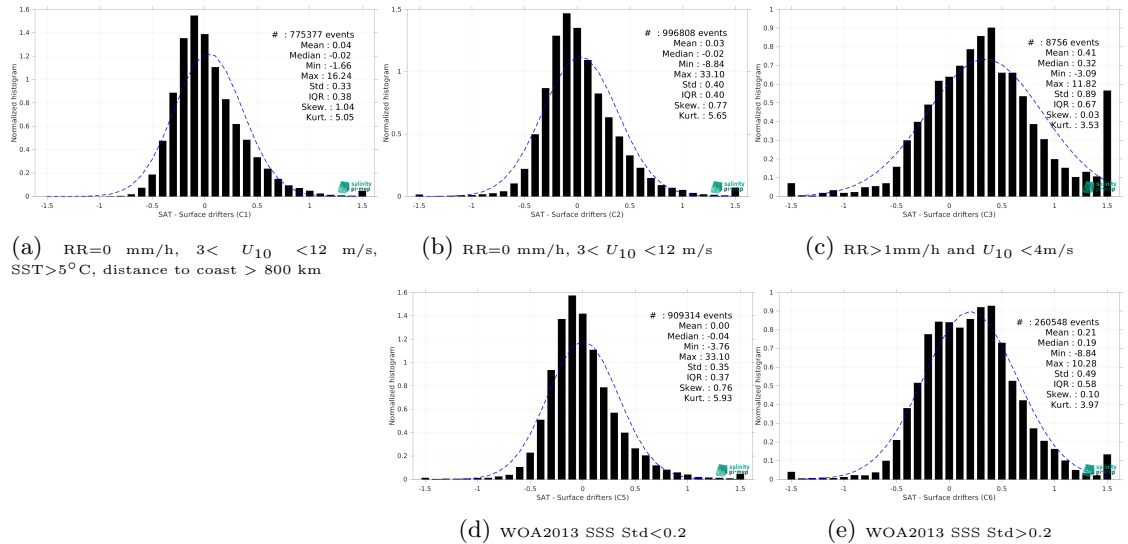 1.6
1.4
1.2
1
0.8
0.6
0.4
0.2
0
Normalized histogram
# : 775377 events
Mean : 0.04
Median : -0.02
Min : -1.66
Max : 16.24
Std : 0.33
IQR : 0.38
Skew. : 1.04
Kurt. : 5.05
salinity
pi-mep
-1.5 -1 -0.5 0 0.5 1 1.5
SAT - Surface drifters (C1)
(a) RR=0 mm/h, 3< U10 <12 m/s,
SST>5°C, distance to coast > 800 km
1.5
1
0.5
0
Normalized histogram
# : 996808 events
Mean : 0.03
Median : -0.02
Min : -8.84
Max : 33.10
Std : 0.40
IQR : 0.40
Skew. : 0.77
Kurt. : 5.65
salinity
pi-mep
-1.5 -1 -0.5 0 0.5 1 1.5
SAT - Surface drifters (C2)
(b) RR=0 mm/h, 3< U10 <12 m/s
1
0.9
0.8
0.7
0.6
0.5
0.4
0.3
0.2
0.1
0
Normalized histogram
# : 8756 events
Mean : 0.41
Median : 0.32
Min : -3.09
Max : 11.82
Std : 0.89
IQR : 0.67
Skew. : 0.03
Kurt. : 3.53
salinity
pi-mep
-1.5 -1 -0.5 0 0.5 1 1.5
SAT - Surface drifters (C3)
(c) RR>1mm/h and U10 <4m/s
1.6
1.4
1.2
1
0.8
0.6
0.4
0.2
0
Normalized histogram
# : 909314 events
Mean : 0.00
Median : -0.04
Min : -3.76
Max : 33.10
Std : 0.35
IQR : 0.37
Skew. : 0.76
Kurt. : 5.93
salinity
pi-mep
-1.5 -1 -0.5 0 0.5 1 1.5
SAT - Surface drifters (C5)
(d) WOA2013 SSS Std<0.2
1
0.9
0.8
0.7
0.6
0.5
0.4
0.3
0.2
0.1
0
Normalized histogram
# : 260548 events
Mean : 0.21
Median : 0.19
Min : -8.84
Max : 10.28
Std : 0.49
IQR : 0.58
Skew. : 0.10
Kurt. : 3.97
salinity
pi-mep
-1.5 -1 -0.5 0 0.5 1 1.5
SAT - Surface drifters (C6)
(e) WOA2013 SSS Std>0.2